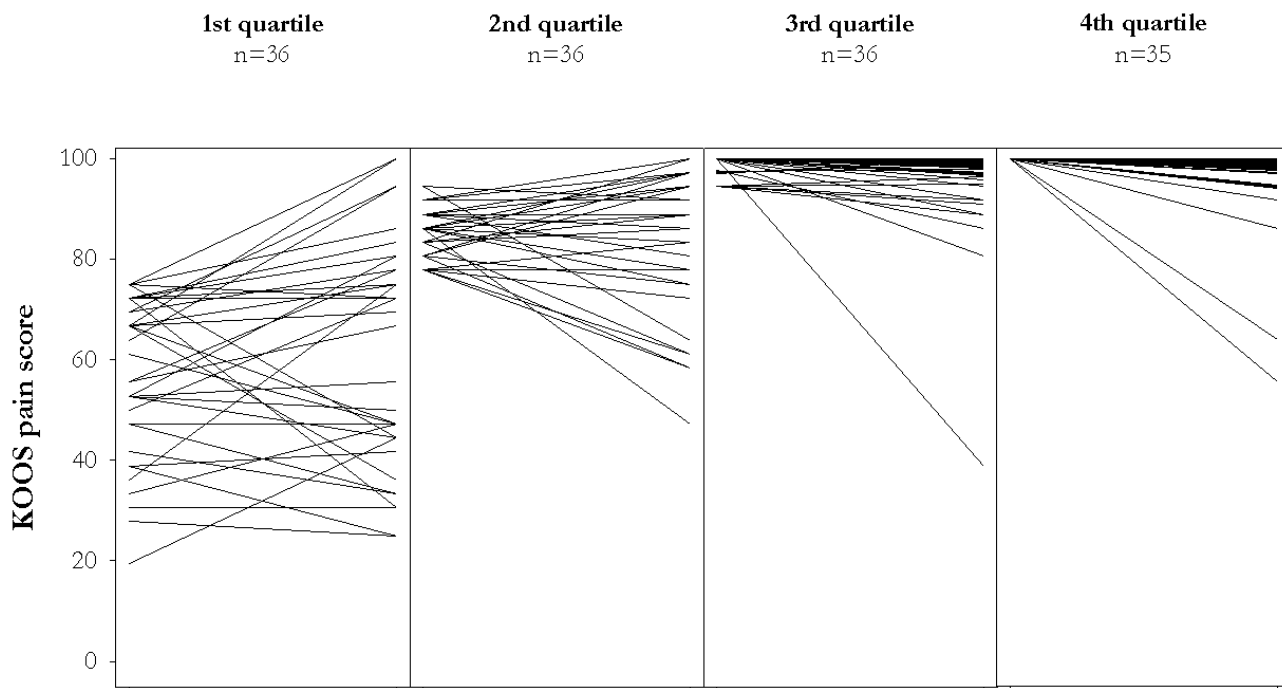 1st quartile
n=36
2nd quartile
n=36
3rd quartile
n=36
4th quartile
n=35
KOOS pain score
100
80
60
40
20
0